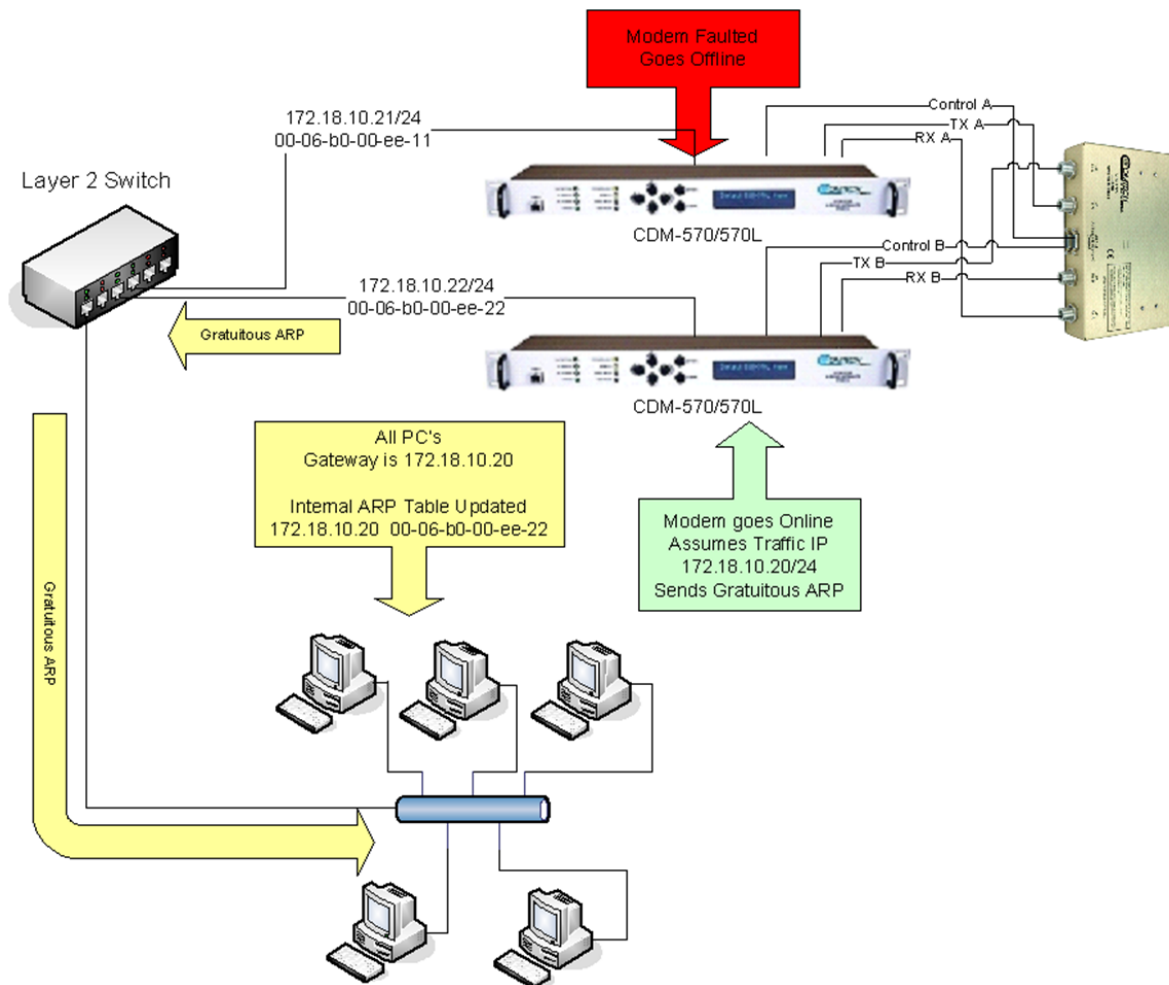 Modem Faulted
Goes Offline
172.18.10.21/24
00-06-b0-00-ee-11
Control A
TX A
RX A
Layer 2 Switch
CDM-570/570L
Control B
TX B
RX B
172.18.10.22/24
00-06-b0-00-ee-22
Gratuitous ARP
CDM-570/570L
All PC's
Gateway is 172.18.10.20
Internal ARP Table Updated
172.18.10.20 00-06-b0-00-ee-22
Modem goes Online
Assumes Traffic IP
172.18.10.20/24
Sends Gratuitous ARP
Gratuitous ARP